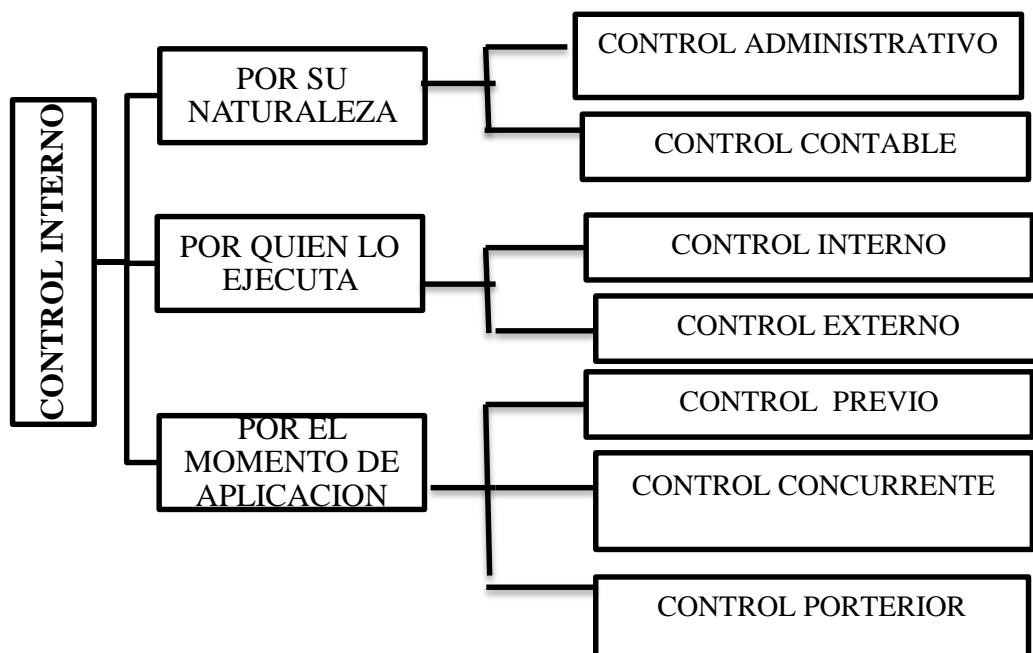 CONTROL INTERNO
POR SU
NATURALEZA
CONTROL ADMINISTRATIVO
CONTROL CONTABLE
POR QUIEN LO
EJECUTA
CONTROL INTERNO
CONTROL EXTERNO
POR EL
MOMENTO DE
APLICACION
CONTROL PREVIO
CONTROL CONCURRENTE
CONTROL PORTERIOR